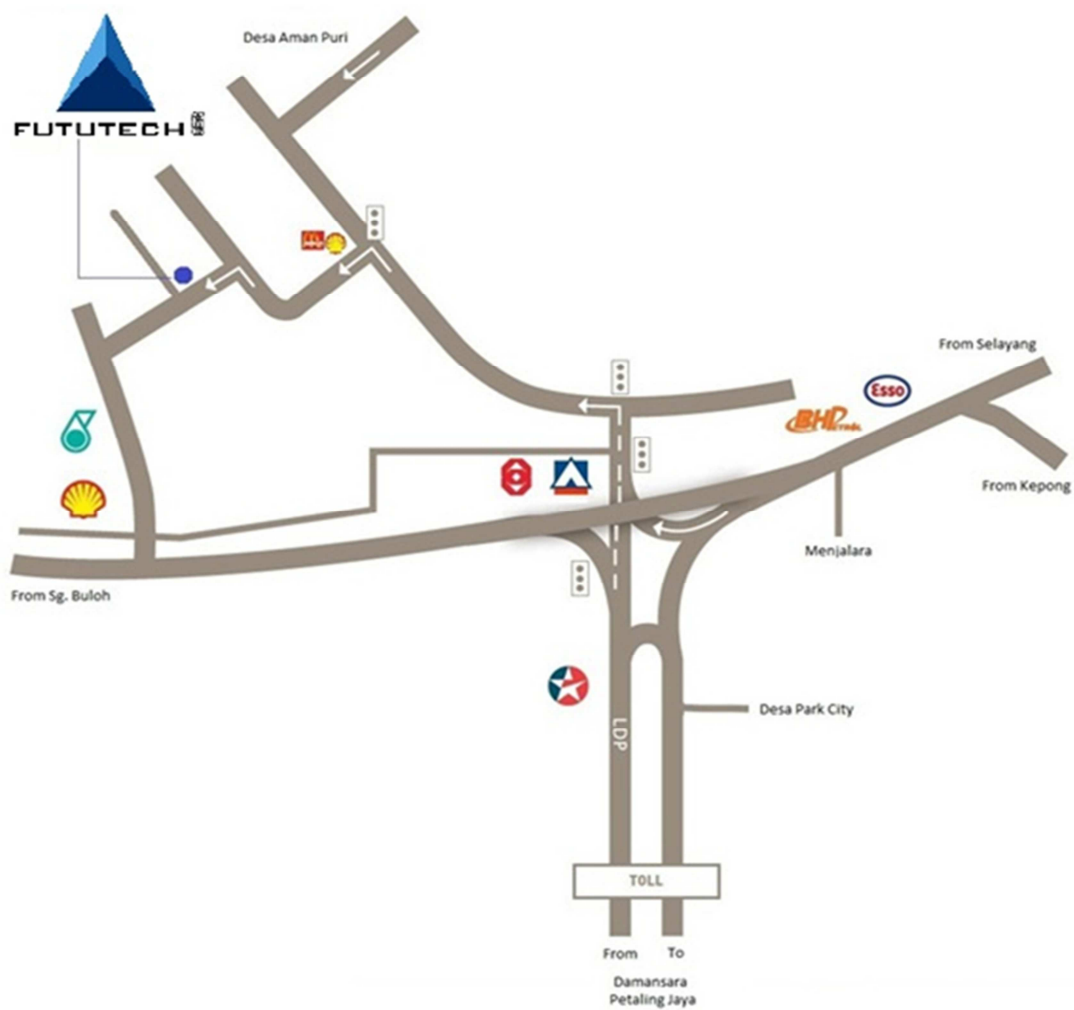 Desa Aman Puri
FUTUTECH
From Selayang
Esso
BHPetrol
From Kepong
Menjalara
From Sg. Buloh
Desa Park City
LDP
TOLL
From To
Damansara
Petaling Jaya